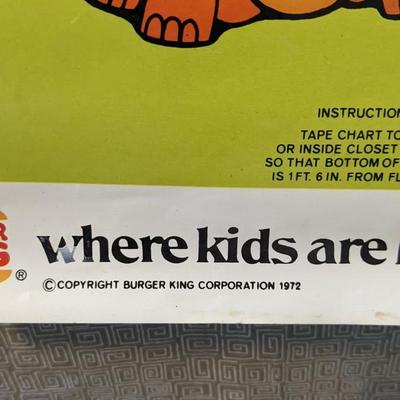 INSTRUCTION
TAPE CHART TO
OR INSIDE CLOSET
SO THAT BOTTOM OF
IS 1 FT. 6 IN. FROM FL
where kids are
®
© COPYRIGHT BURGER KING CORPORATION 1972